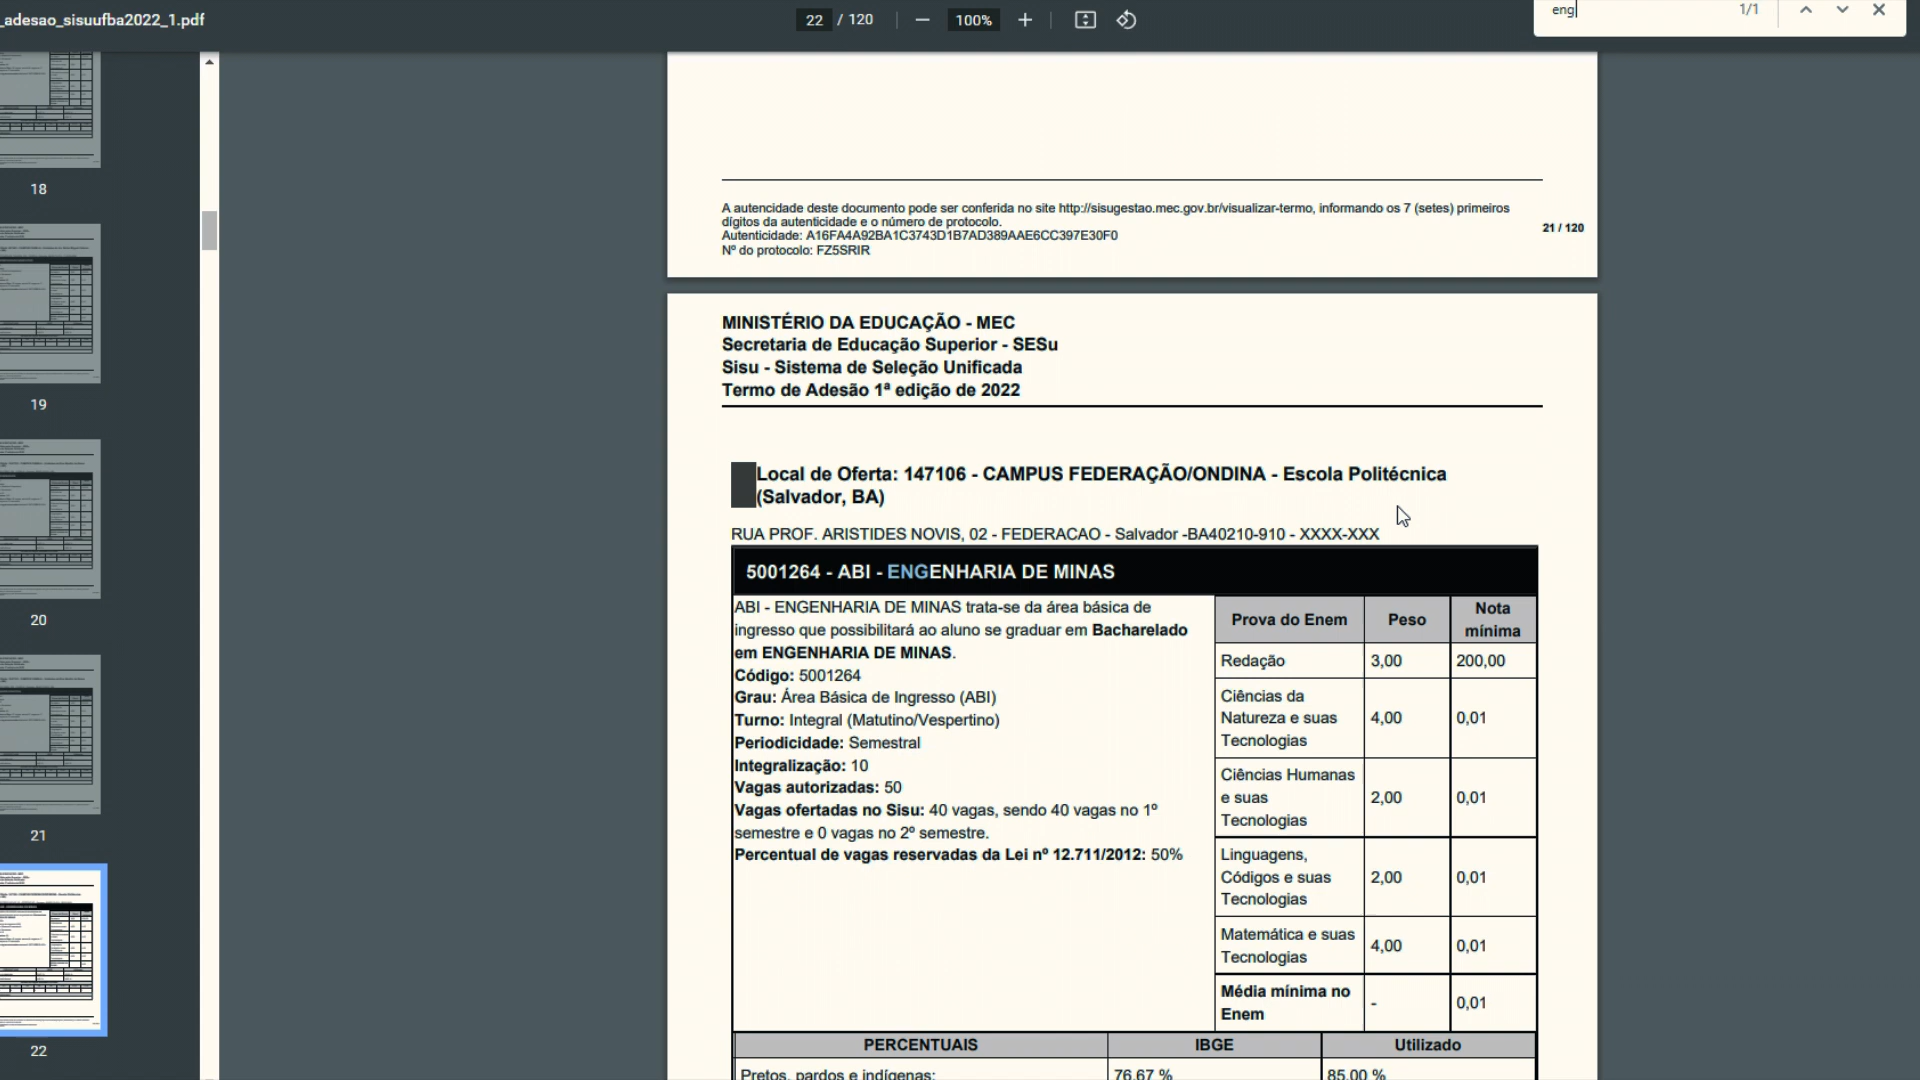 _adesao_sisuufba2022_1.pdf
22 / 120
100%
eng
1/1
18
19
20
21
22
A autencidade deste documento pode ser conferida no site http://sisugestao.mec.gov.br/visualizar-termo, informando os 7 (setes) primeiros
dígitos da autenticidade e o número de protocolo.
Autenticidade: A16FA4A92BA1C3743D1B7AD389AAE6CC397E30F0
Nº do protocolo: FZ5SRIR
21 / 120
MINISTÉRIO DA EDUCAÇÃO - MEC
Secretaria de Educação Superior - SESu
Sisu - Sistema de Seleção Unificada
Termo de Adesão 1ª edição de 2022
Local de Oferta: 147106 - CAMPUS FEDERAÇÃO/ONDINA - Escola Politécnica
(Salvador, BA)
RUA PROF. ARISTIDES NOVIS, 02 - FEDERACAO - Salvador -BA40210-910 - XXXX-XXX
5001264 - ABI - ENGENHARIA DE MINAS
ABI - ENGENHARIA DE MINAS trata-se da área básica de
ingresso que possibilitará ao aluno se graduar em Bacharelado
em ENGENHARIA DE MINAS.
Código: 5001264
Grau: Área Básica de Ingresso (ABI)
Turno: Integral (Matutino/Vespertino)
Periodicidade: Semestral
Integralização: 10
Vagas autorizadas: 50
Vagas ofertadas no Sisu: 40 vagas, sendo 40 vagas no 1º
semestre e 0 vagas no 2º semestre.
Percentual de vagas reservadas da Lei nº 12.711/2012: 50%
Prova do Enem Peso Nota
mínima
Redação 3,00 200,00
Ciências da
Natureza e suas 4,00 0,01
Tecnologias
Ciências Humanas
e suas 2,00 0,01
Tecnologias
Linguagens,
Códigos e suas 2,00 0,01
Tecnologias
Matemática e suas 4,00 0,01
Tecnologias
Média mínima no - 0,01
Enem
PERCENTUAIS IBGE Utilizado
Pretos, pardos e indígenas: 76,67 % 85,00 %